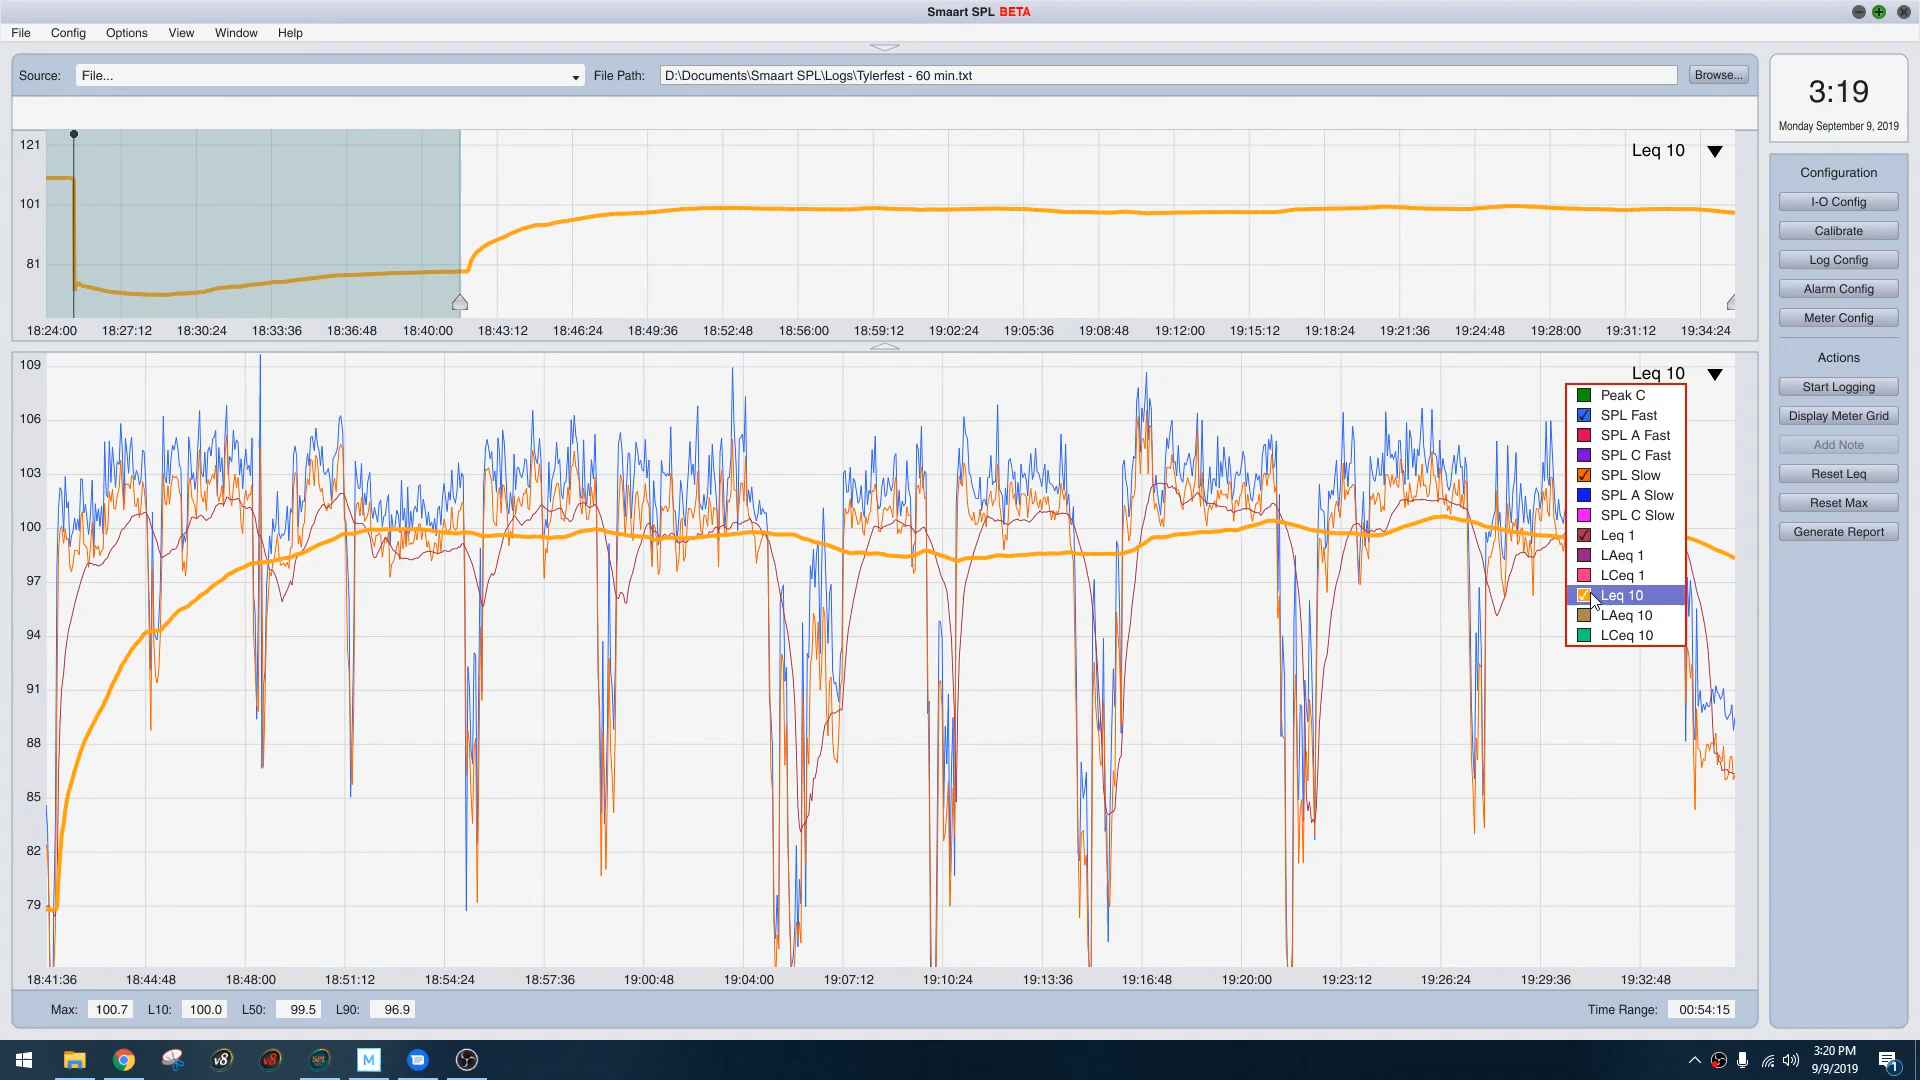 Smaart SPL BETA
File Config Options View Window Help
Source: File... File Path: D:\Documents\Smaart SPL\Logs\Tylerfest - 60 min.txt Browse...
3:19
Monday September 9, 2019
Leq 10
121
101
81
18:24:00 18:27:12 18:30:24 18:33:36 18:36:48 18:40:00 18:43:12 18:46:24 18:49:36 18:52:48 18:56:00 18:59:12 19:02:24 19:05:36 19:08:48 19:12:00 19:15:12 19:18:24 19:21:36 19:24:48 19:28:00 19:31:12 19:34:24
Leq 10
109
106
103
100
97
94
91
88
85
82
79
Peak C
SPL Fast
SPL A Fast
SPL C Fast
SPL Slow
SPL A Slow
SPL C Slow
Leq 1
LAeq 1
LCeq 1
Leq 10
LAeq 10
LCeq 10
18:41:36 18:44:48 18:48:00 18:51:12 18:54:24 18:57:36 19:00:48 19:04:00 19:07:12 19:10:24 19:13:36 19:16:48 19:20:00 19:23:12 19:26:24 19:29:36 19:32:48
Max: 100.7 L10: 100.0 L50: 99.5 L90: 96.9 Time Range: 00:54:15
Configuration
I-O Config
Calibrate
Log Config
Alarm Config
Meter Config
Actions
Start Logging
Display Meter Grid
Add Note
Reset Leq
Reset Max
Generate Report
v8 v8 SPL M
3:20 PM
9/9/2019
1